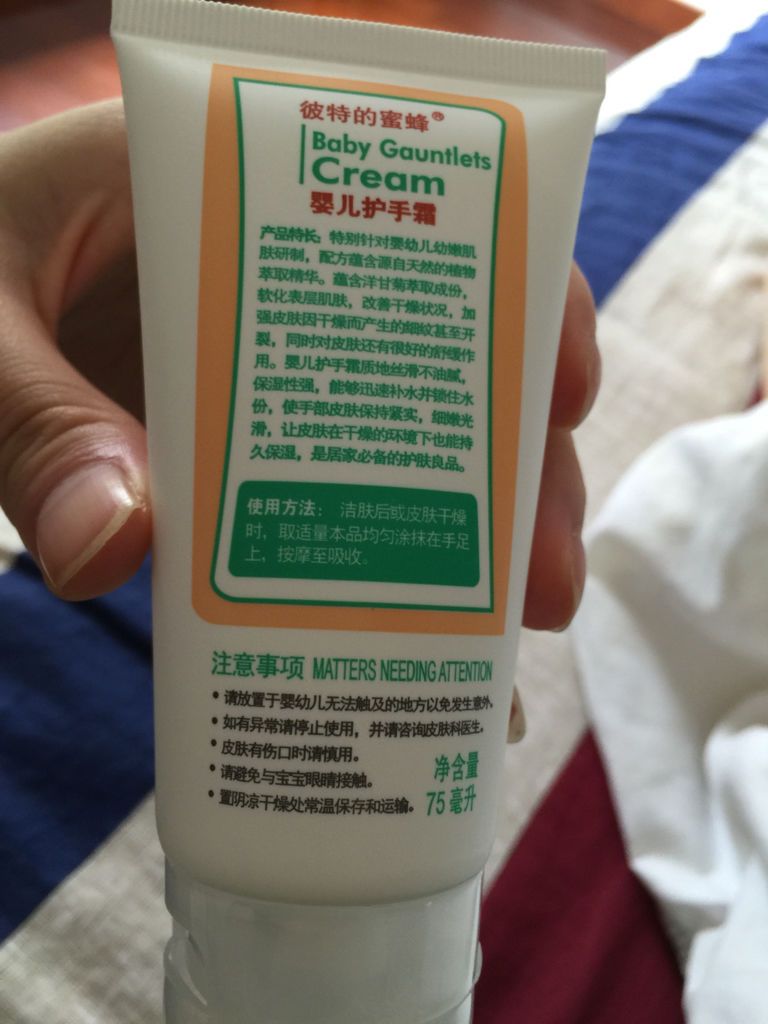 彼特的蜜蜂®
Baby Gauntlets
Cream
婴儿护手霜
产品特长：特别针对婴幼儿幼嫩肌
肤研制，配方蕴含源自天然的植物
萃取精华。蕴含洋甘菊萃取成份，
软化表层肌肤，改善干燥状况，加
强皮肤因干燥而产生的细纹甚至开
裂，同时对皮肤还有很好的舒缓作
用。婴儿护手霜质地丝滑不油腻，
保湿性强，能够迅速补水并锁住水
份，使手部皮肤保持紧实，细嫩光
滑，让皮肤在干燥的环境下也能持
久保湿，是居家必备的护肤良品。
使用方法： 洁肤后或皮肤干燥
时，取适量本品均匀涂抹在手足
上，按摩至吸收。
注意事项 MATTERS NEEDING ATTENTION
• 请放置于婴幼儿无法触及的地方以免发生意外。
• 如有异常请停止使用，并请咨询皮肤科医生。
• 皮肤有伤口时请慎用。
• 请避免与宝宝眼睛接触。
• 置阴凉干燥处常温保存和运输。
净含量
75 毫升